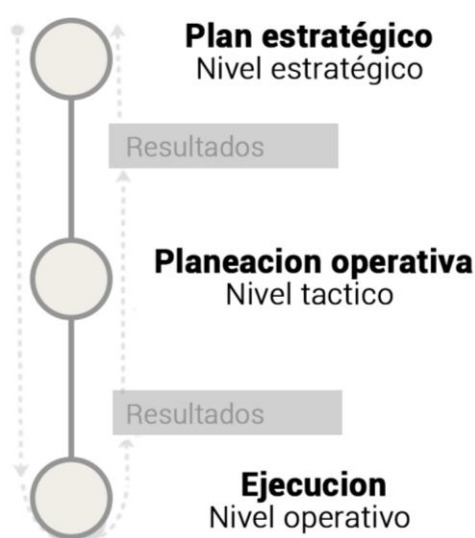 Plan estratégico
Nivel estratégico
Resultados
Planeacion operativa
Nivel tactico
Resultados
Ejecucion
Nivel operativo